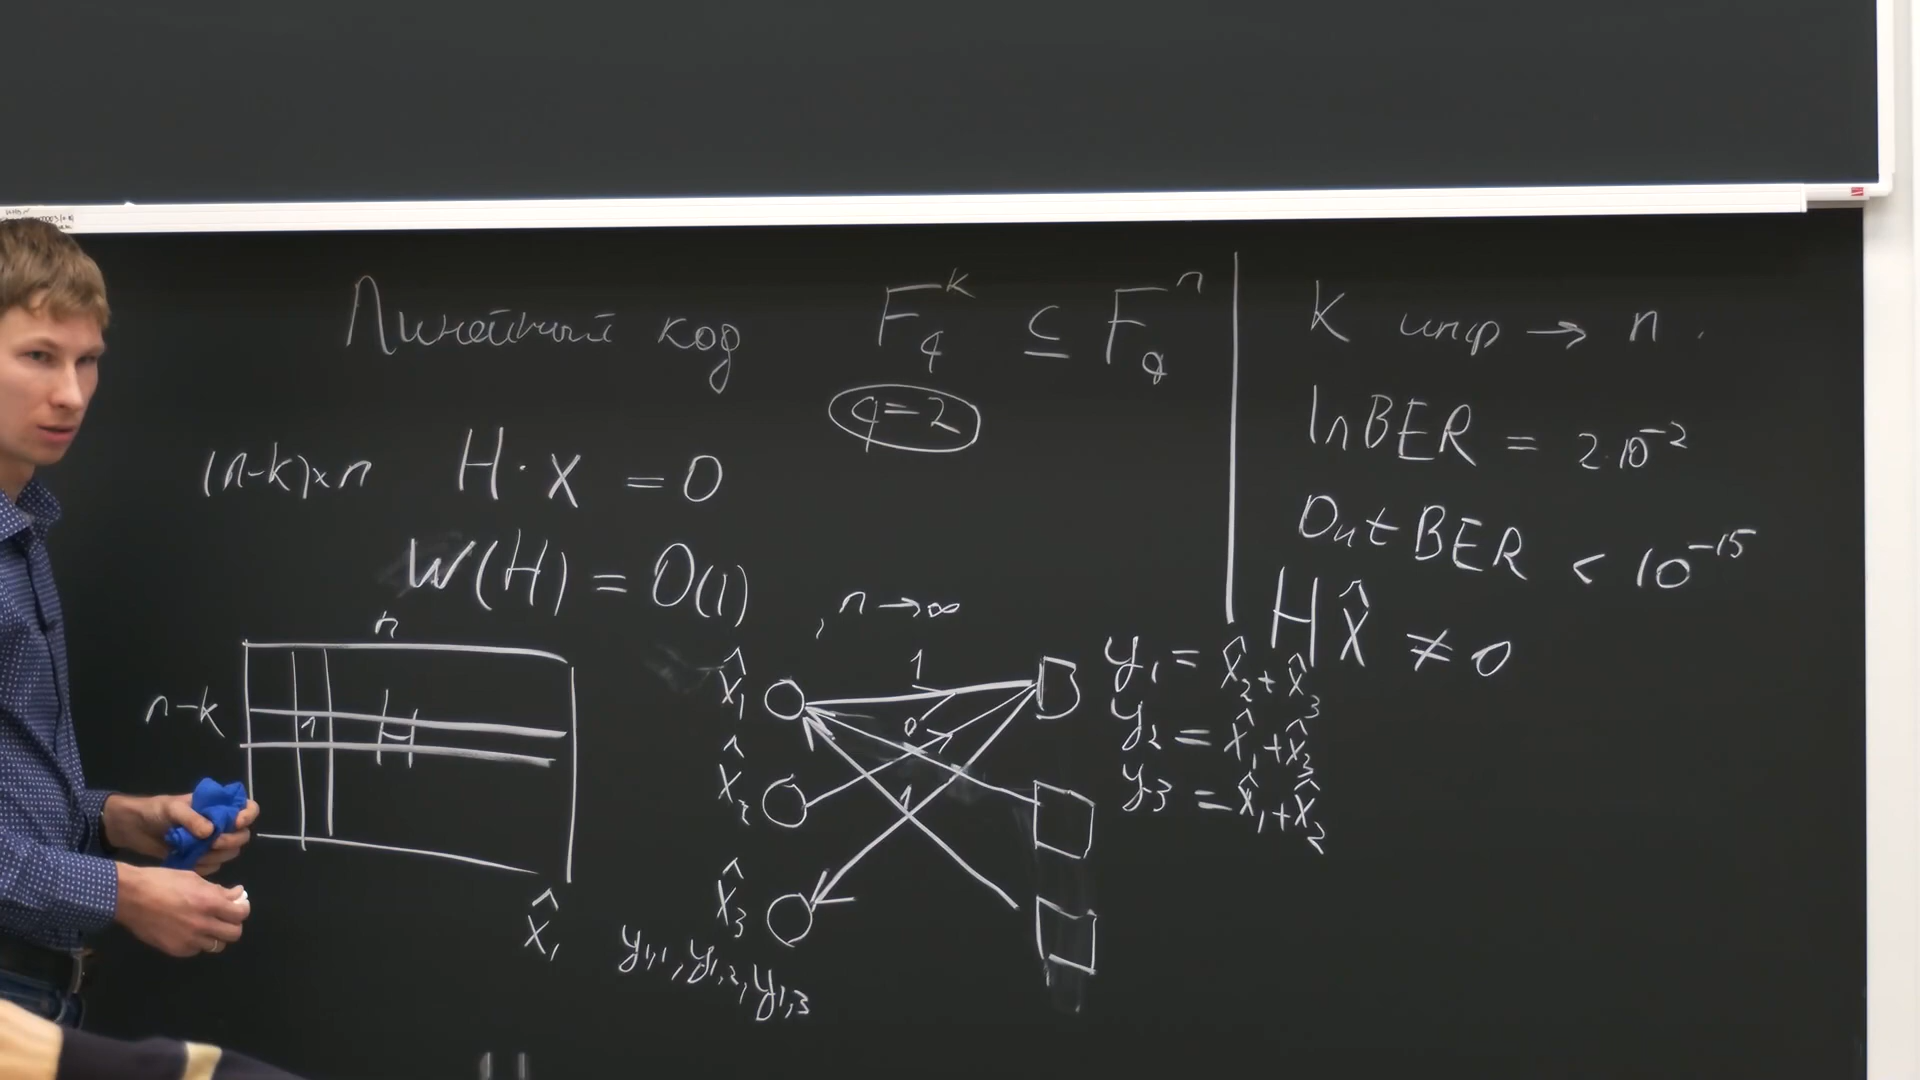 Линейный код F_q^k ⊆ F_q^n
q=2
(n-k)×n H·x = 0
W(H) = O(1) , n→∞
n
n-k
1
H
x̂₁
y₁,₁, y₁,₂, y₁,₃
x̂₁
x̂₂
x̂₃
1
0
1
y₁ = x̂₂+x̂₃
y₂ = x̂₁+x̂₃
y₃ = x̂₁+x̂₂
K инф → n.
InBER = 2·10⁻²
OutBER < 10⁻¹⁵
Hx̂ ≠ 0